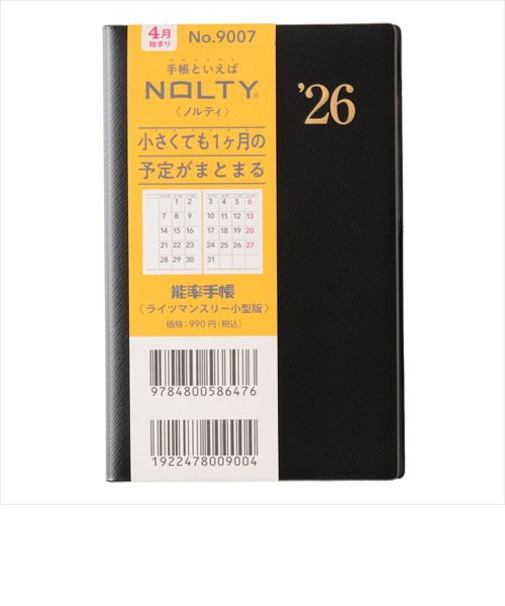 4月
始まり
No.9007
手帳といえば
NOLTY®
〈ノルティ〉
小さくても1ヶ月の
予定がまとまる
1 2 3 4 5 6
7 8 9 10 11 12 13
14 15 16 17 18 19 20
21 22 23 24 25 26 27
28 29 30 31
能率手帳
〈ライツマンスリー小型版〉
価格:990円(税込)
9784800586476
1922478009004
’26